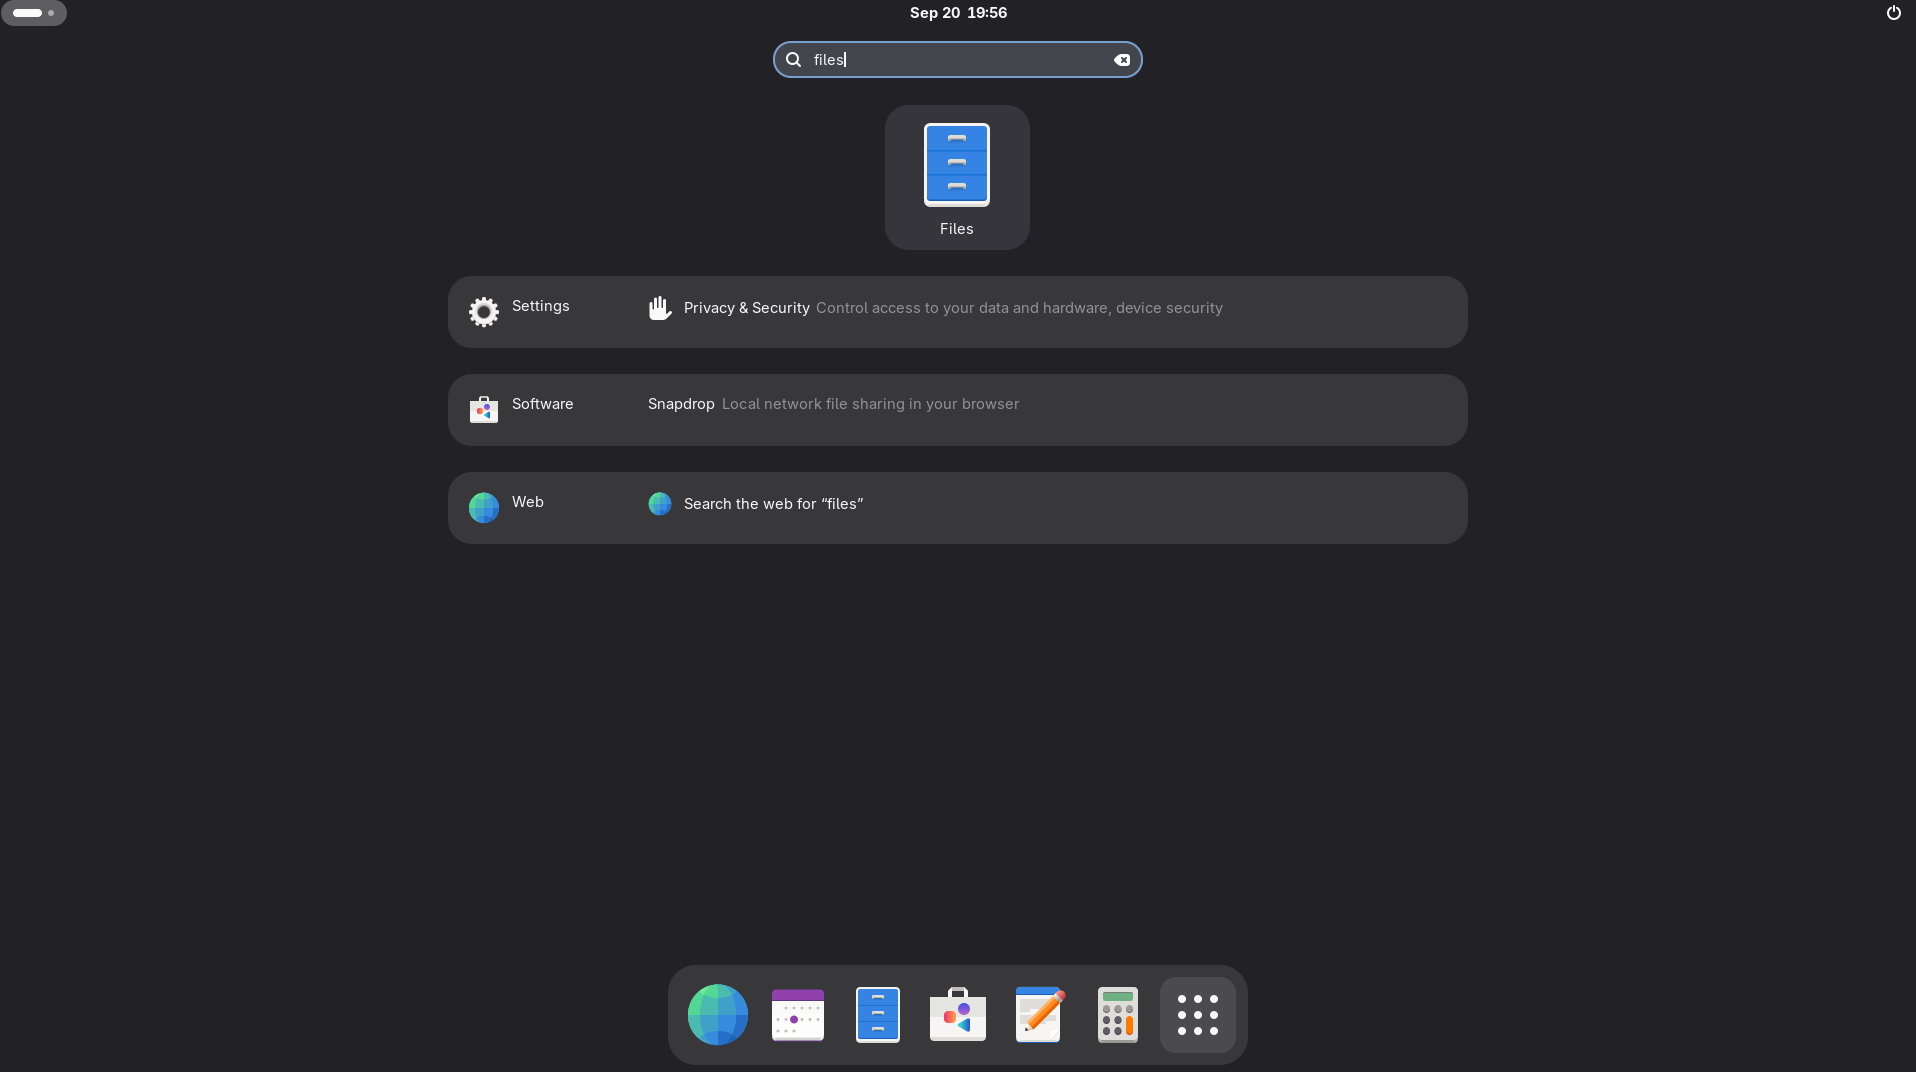 Sep 20 19:56
files
Files
Settings
Privacy & Security Control access to your data and hardware, device security
Software
Snapdrop Local network file sharing in your browser
Web
Search the web for “files”